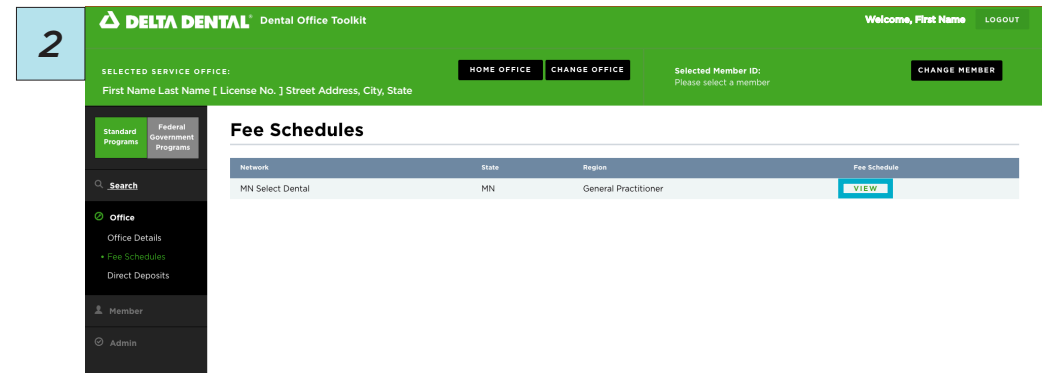 2
DELTA DENTAL® Dental Office Toolkit
Welcome, First Name
LOGOUT
SELECTED SERVICE OFFICE:
First Name Last Name [ License No. ] Street Address, City, State
HOME OFFICE
CHANGE OFFICE
Selected Member ID:
Please select a member
CHANGE MEMBER
Standard
Programs
Federal
Government
Programs
Search
Office
Office Details
• Fee Schedules
Direct Deposits
Member
Admin
Fee Schedules
Network State Region Fee Schedule
MN Select Dental MN General Practitioner VIEW